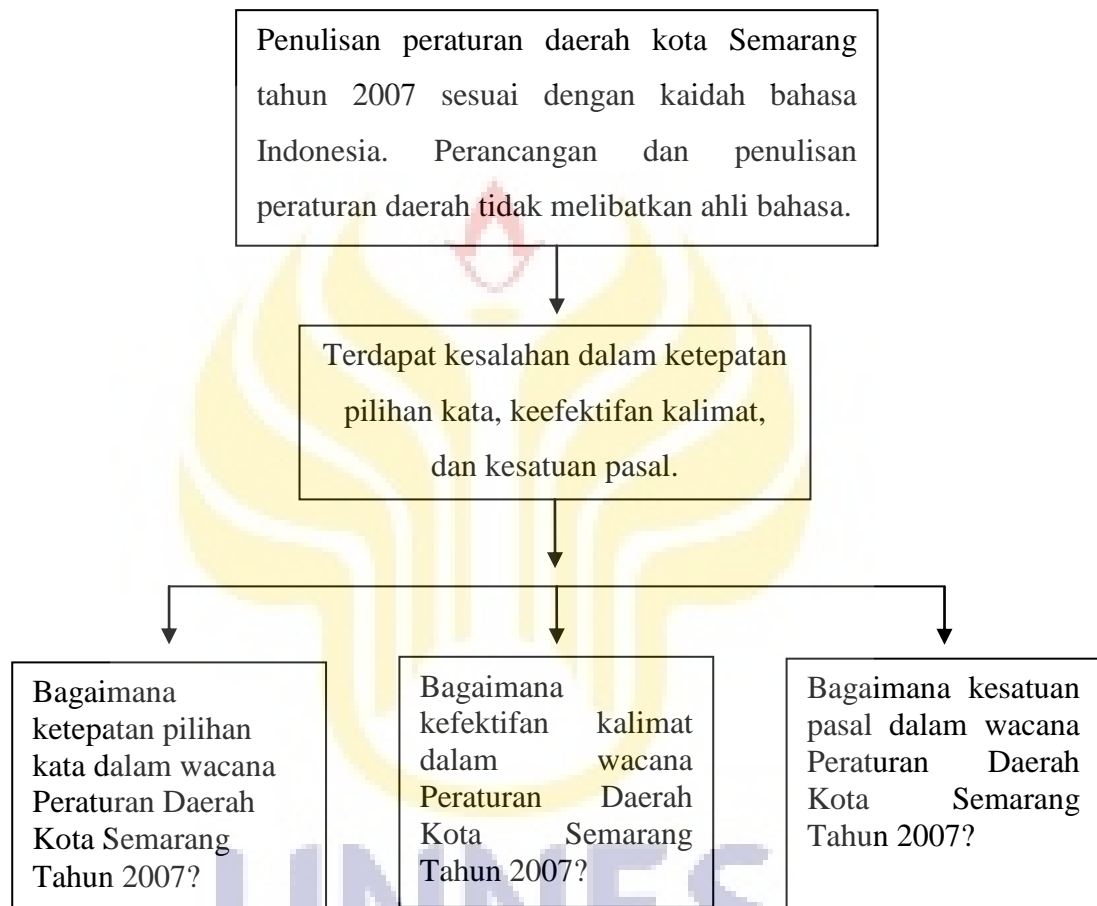 Penulisan peraturan daerah kota Semarang
tahun 2007 sesuai dengan kaidah bahasa
Indonesia. Perancangan dan penulisan
peraturan daerah tidak melibatkan ahli bahasa.
Terdapat kesalahan dalam ketepatan
pilihan kata, keefektifan kalimat,
dan kesatuan pasal.
Bagaimana
ketepatan pilihan
kata dalam wacana
Peraturan Daerah
Kota Semarang
Tahun 2007?
Bagaimana
kefektifan kalimat
dalam wacana
Peraturan Daerah
Kota Semarang
Tahun 2007?
Bagaimana kesatuan
pasal dalam wacana
Peraturan Daerah
Kota Semarang
Tahun 2007?
UNNES